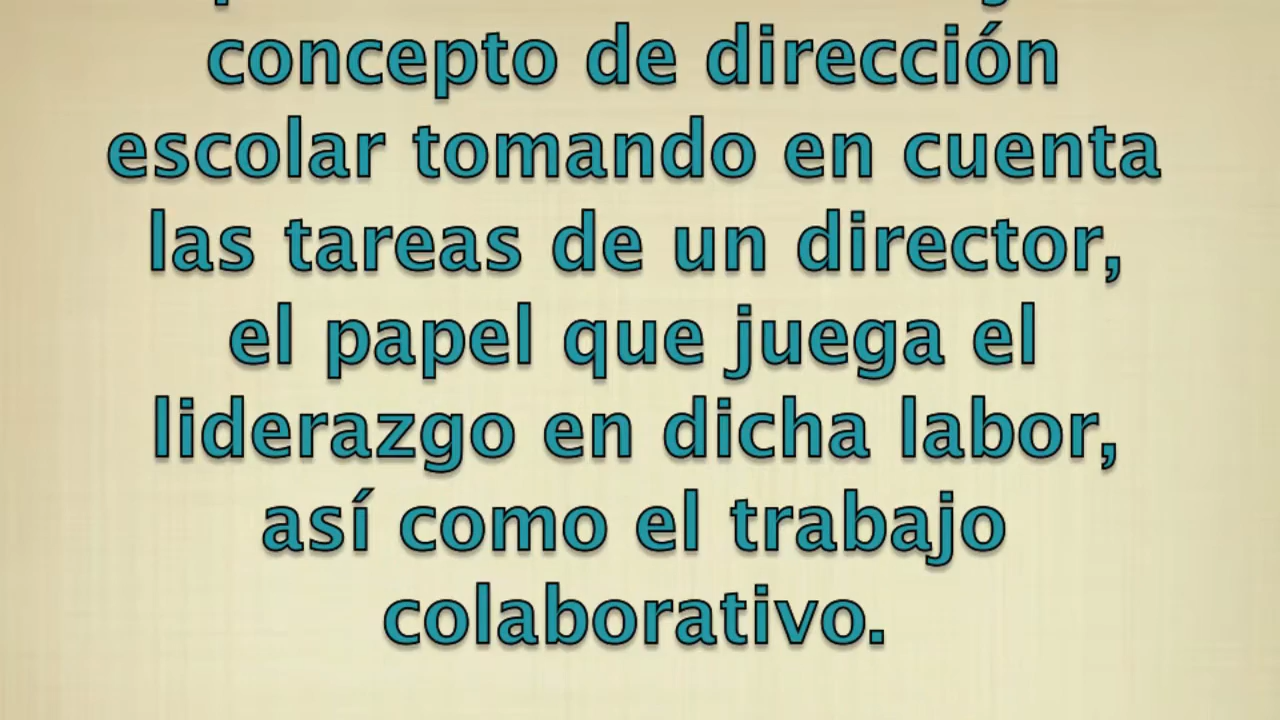 concepto de dirección
escolar tomando en cuenta
las tareas de un director,
el papel que juega el
liderazgo en dicha labor,
así como el trabajo
colaborativo.